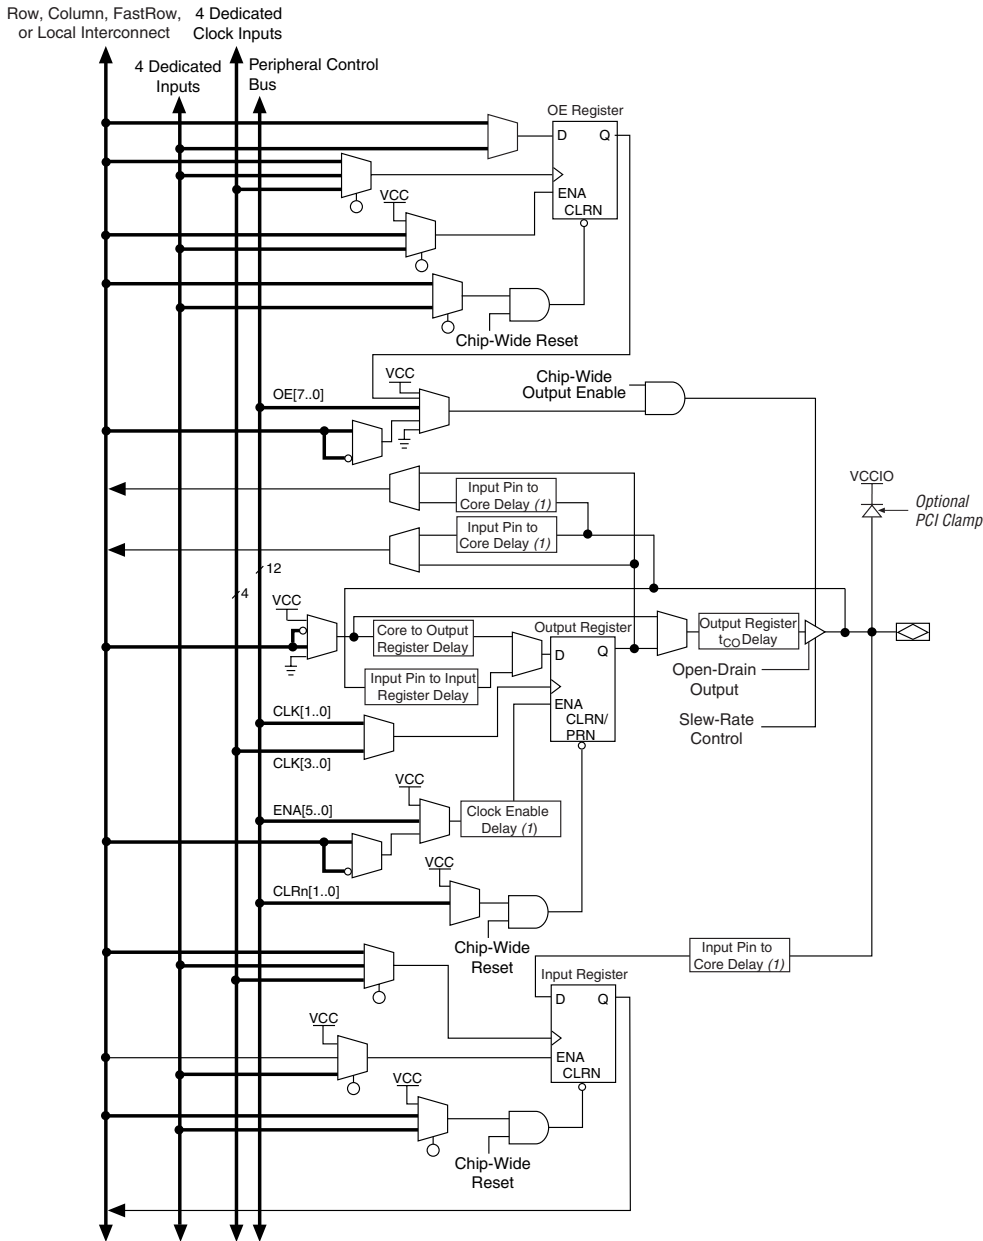 Row, Column, FastRow,
or Local Interconnect
4 Dedicated
Clock Inputs
4 Dedicated
Inputs
Peripheral Control
Bus
OE Register
D
Q
ENA
CLRN
VCC
Chip-Wide Reset
VCC
OE[7..0]
Chip-Wide
Output Enable
Input Pin to
Core Delay (1)
Input Pin to
Core Delay (1)
VCCIO
Optional
PCI Clamp
12
4
VCC
Core to Output
Register Delay
Input Pin to Input
Register Delay
Output Register
D
Q
ENA
CLRN/
PRN
Output Register
tCO Delay
Open-Drain
Output
Slew-Rate
Control
CLK[1..0]
CLK[3..0]
VCC
ENA[5..0]
Clock Enable
Delay (1)
VCC
CLRn[1..0]
Chip-Wide
Reset
Input Pin to
Core Delay (1)
Input Register
D
Q
ENA
CLRN
VCC
VCC
Chip-Wide
Reset